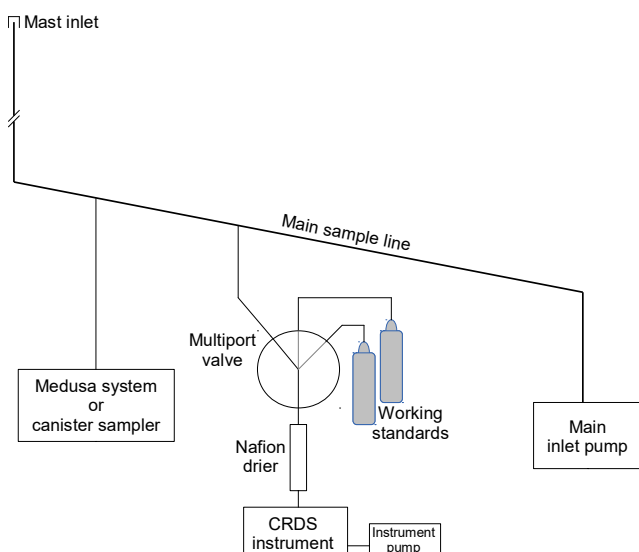 Mast inlet
Main sample line
Multiport
valve
Medusa system
or
canister sampler
Working
standards
Main
inlet pump
Nafion
drier
CRDS
instrument
Instrument
pump